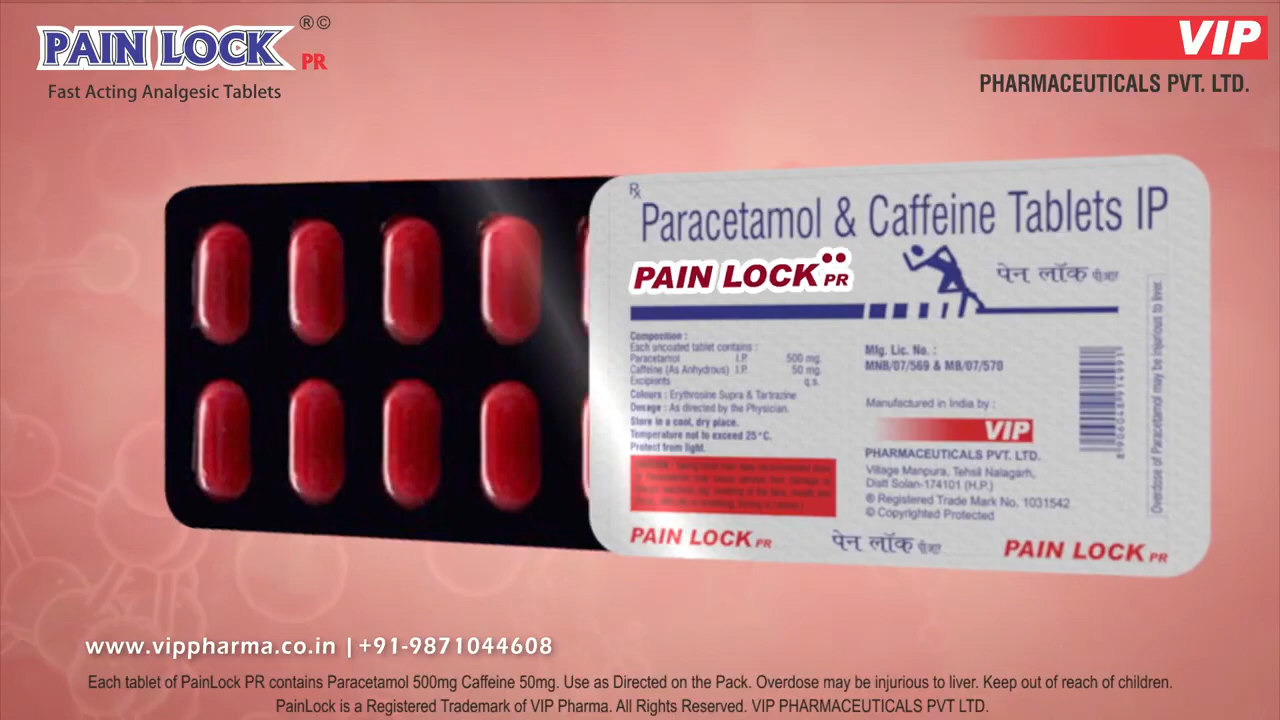 PAIN LOCK PR ®©
Fast Acting Analgesic Tablets
VIP
PHARMACEUTICALS PVT. LTD.
Rx
Paracetamol & Caffeine Tablets IP
PAIN LOCK PR
पेन लॉक पीआर
Composition :
Each uncoated tablet contains :
Paracetamol I.P. 500 mg.
Caffeine (As Anhydrous) I.P. 50 mg.
Excipients q.s.
Colours : Erythrosine Supra & Tartrazine
Dosage : As directed by the Physician.
Store in a cool, dry place.
Temperature not to exceed 25°C.
Protect from light.
Mfg. Lic. No. :
MNB/07/569 & MB/07/570
Manufactured in India by :
VIP
PHARMACEUTICALS PVT. LTD.
Village Manpura, Tehsil Nalagarh,
Distt Solan-174101 (H.P.)
® Registered Trade Mark No. 1031542
© Copyrighted Protected
Overdose of Paracetamol may be injurious to liver.
PAIN LOCK PR
पेन लॉक पीआर
PAIN LOCK PR
www.vippharma.co.in | +91-9871044608
Each tablet of PainLock PR contains Paracetamol 500mg Caffeine 50mg. Use as Directed on the Pack. Overdose may be injurious to liver. Keep out of reach of children.
PainLock is a Registered Trademark of VIP Pharma. All Rights Reserved. VIP PHARMACEUTICALS PVT LTD.